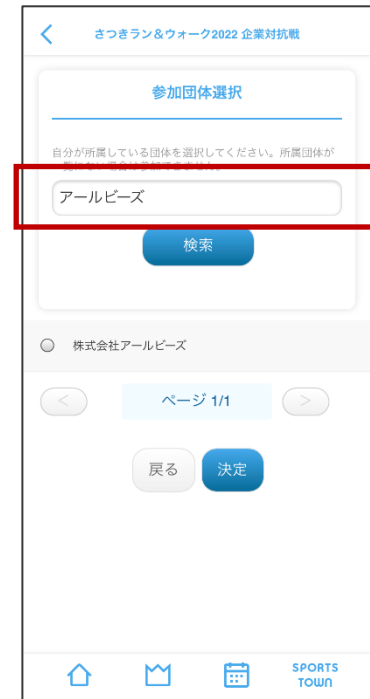 さつきラン＆ウォーク2022 企業対抗戦
参加団体選択
自分が所属している団体を選択してください。所属団体が
アールビーズ
検索
株式会社アールビーズ
<
ページ 1/1
>
戻る
決定
SPORTS
TOWN